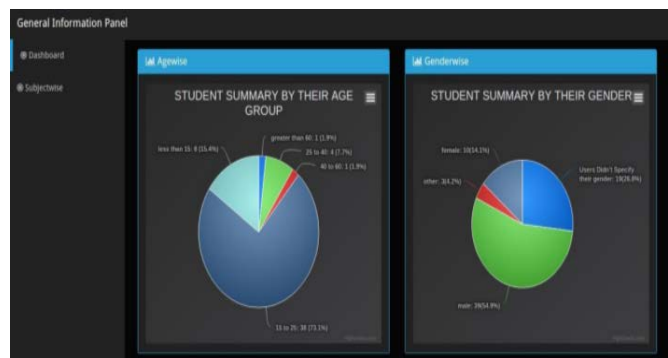 General Information Panel
Dashboard
Subjectwise
Agewise
STUDENT SUMMARY BY THEIR AGE
GROUP
greater than 60: 1 (1.9%)
25 to 40: 4 (7.7%)
40 to 60: 1 (1.9%)
less than 15: 8 (15.4%)
15 to 25: 38 (73.1%)
Genderwise
STUDENT SUMMARY BY THEIR GENDER
female: 10(14.1%)
Users Didn't Specify
their gender: 19(26.8%)
other: 3(4.2%)
male: 39(54.9%)